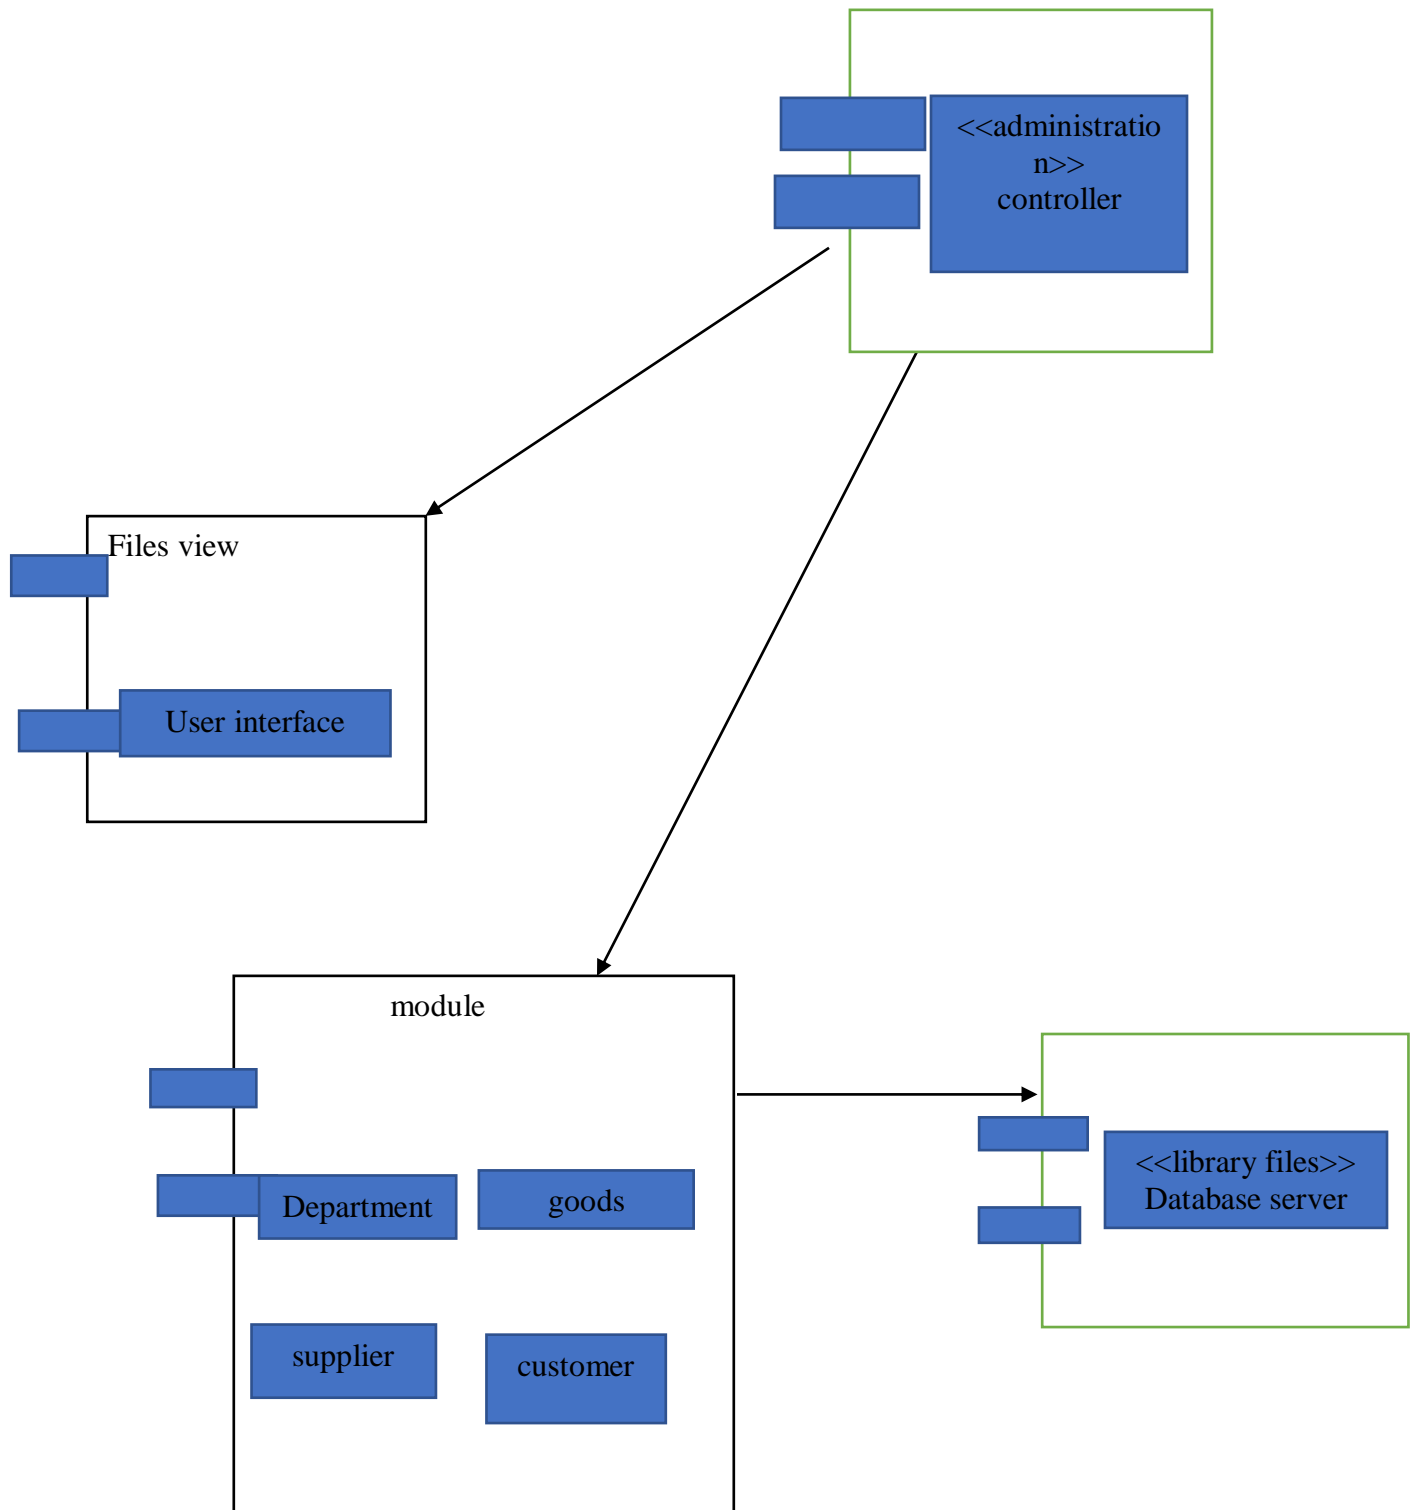 <<administratio
n>>
controller
Files view
User interface
module
Department
goods
supplier
customer
<<library files>>
Database server